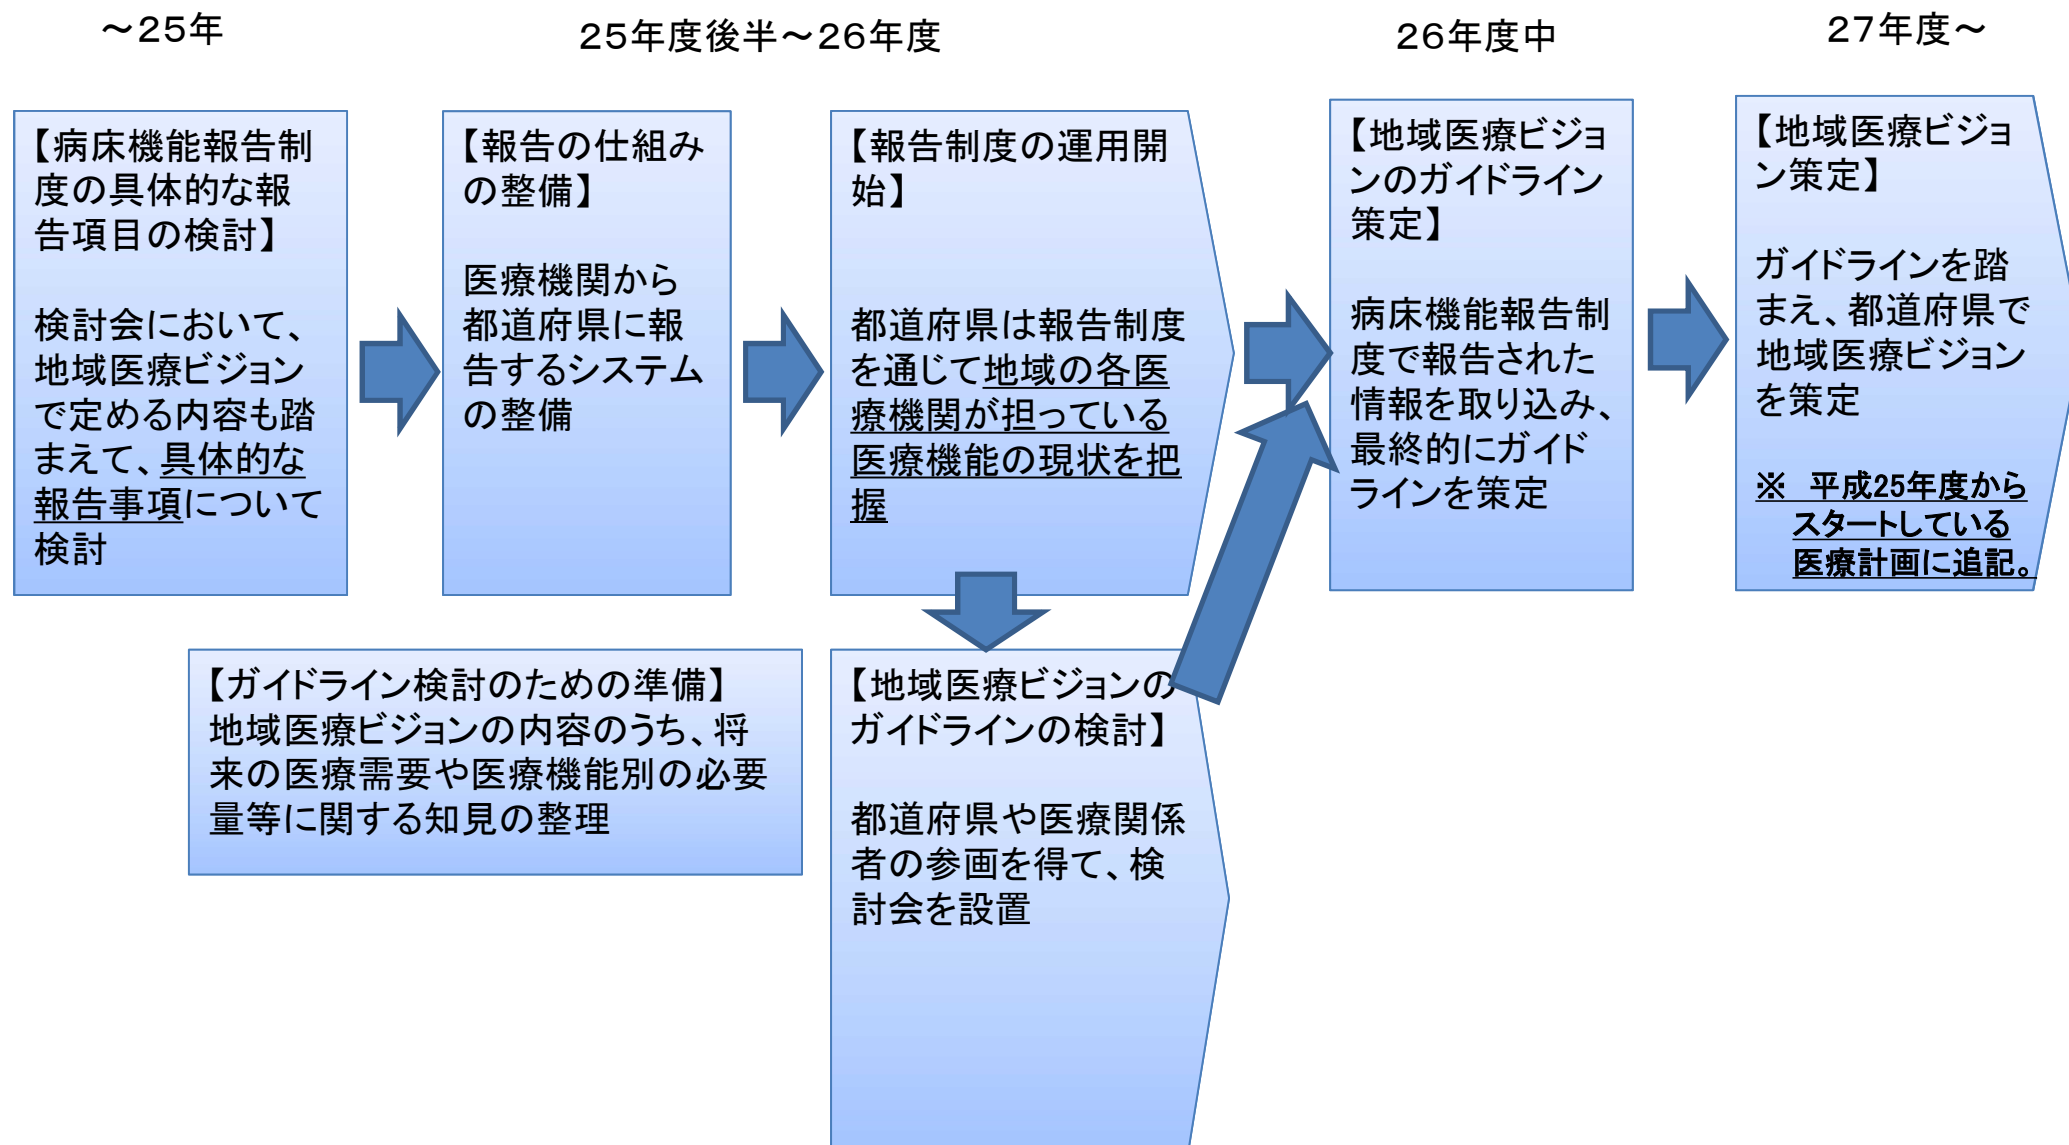 ～25年
25年度後半～26年度
26年度中
27年度～
【病床機能報告制
度の具体的な報
告項目の検討】
検討会において、
地域医療ビジョン
で定める内容も踏
まえて、具体的な
報告事項について
検討
【報告の仕組み
の整備】
医療機関から
都道府県に報
告するシステム
の整備
【報告制度の運用開
始】
都道府県は報告制度
を通じて地域の各医
療機関が担っている
医療機能の現状を把
握
【地域医療ビジョ
ンのガイドライン
策定】
病床機能報告制
度で報告された
情報を取り込み、
最終的にガイド
ラインを策定
【地域医療ビジョ
ン策定】
ガイドラインを踏
まえ、都道府県で
地域医療ビジョン
を策定
※　平成25年度から
スタートしている
医療計画に追記。
【ガイドライン検討のための準備】
地域医療ビジョンの内容のうち、将
来の医療需要や医療機能別の必要
量等に関する知見の整理
【地域医療ビジョンの
ガイドラインの検討】
都道府県や医療関係
者の参画を得て、検
討会を設置